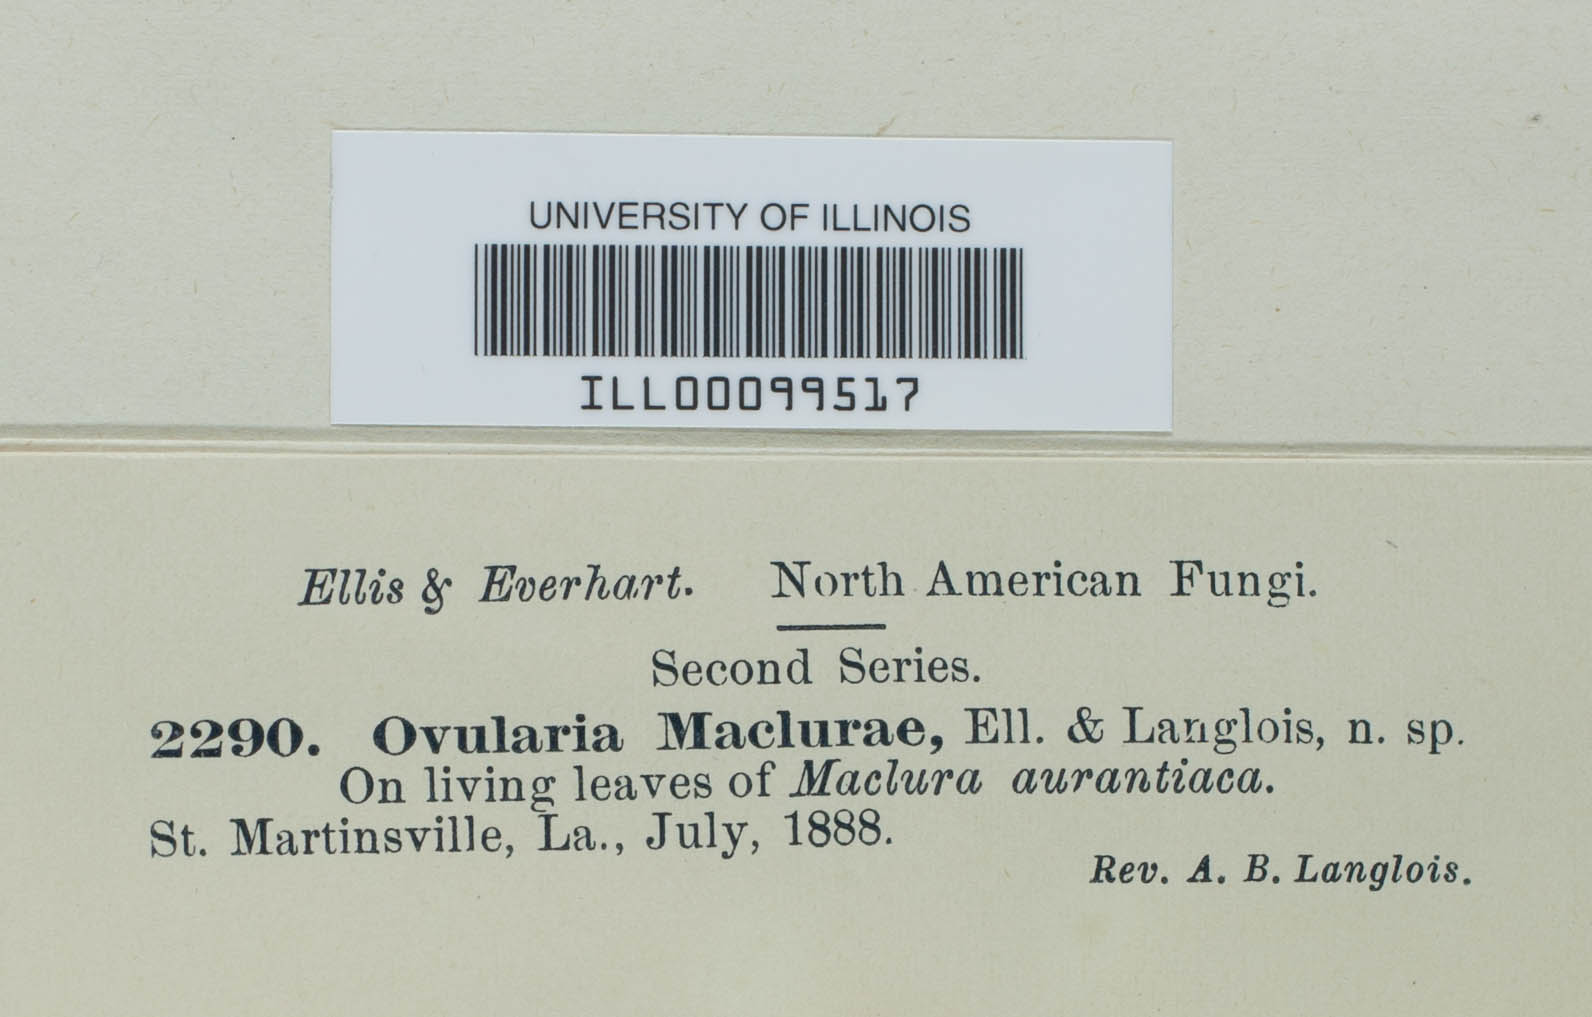 UNIVERSITY OF ILLINOIS
ILL00099517
Ellis & Everhart. North American Fungi.
Second Series.
2290. Ovularia Maclurae, Ell. & Langlois, n. sp.
On living leaves of Maclura aurantiaca.
St. Martinsville, La., July, 1888.
Rev. A. B. Langlois.